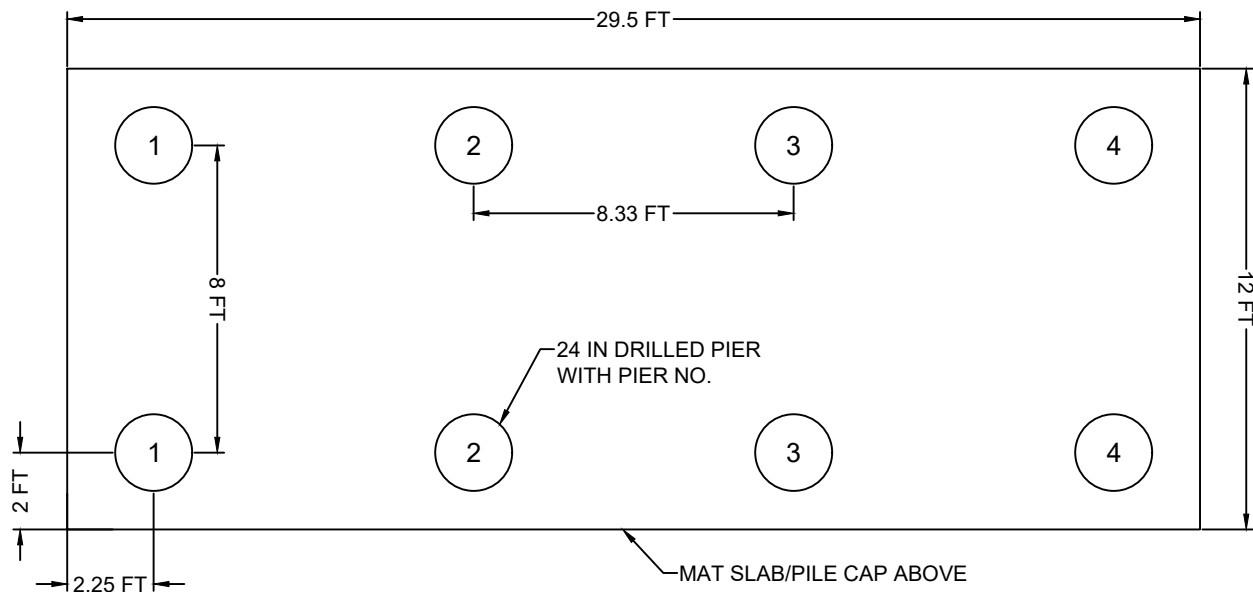 29.5 FT
1
2
3
4
8.33 FT
8 FT
12 FT
24 IN DRILLED PIER
WITH PIER NO.
1
2
3
4
2 FT
2.25 FT
MAT SLAB/PILE CAP ABOVE